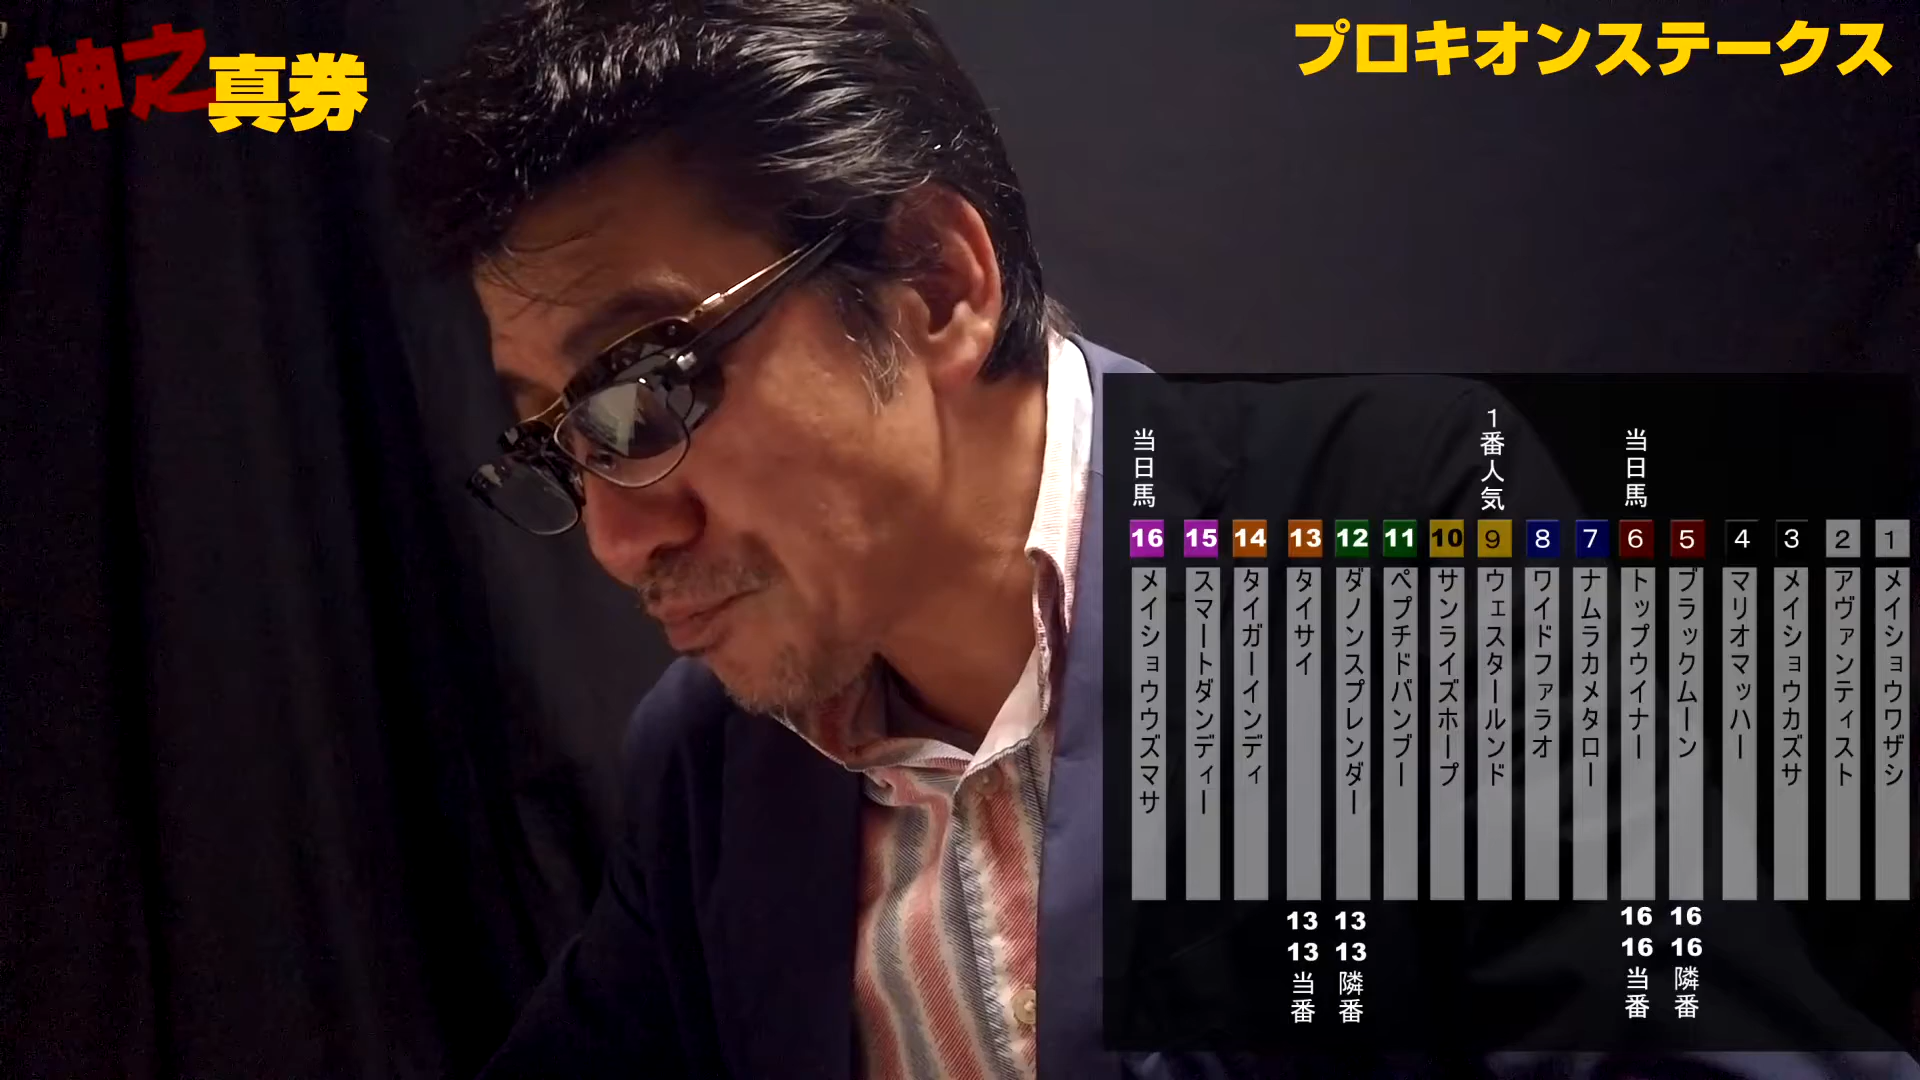 神之真券
プロキオンステークス
当日馬
1番人気
当日馬
16 15 14 13 12 11 10 9 8 7 6 5 4 3 2 1
メイショウワザシ
アヴァンティスト
メイショウカズサ
マリオマッハー
ブラックムーン
トップウイナー
ナムラカメタロー
ワイドファラオ
ウェスタールンド
サンライズホープ
ペプチドバンブー
ダノンスプレンダー
タイサイ
タイガーインディ
スマートダンディー
メイショウウズマサ
13 13 16 16
13 13 16 16
当番
隣番
当番
隣番